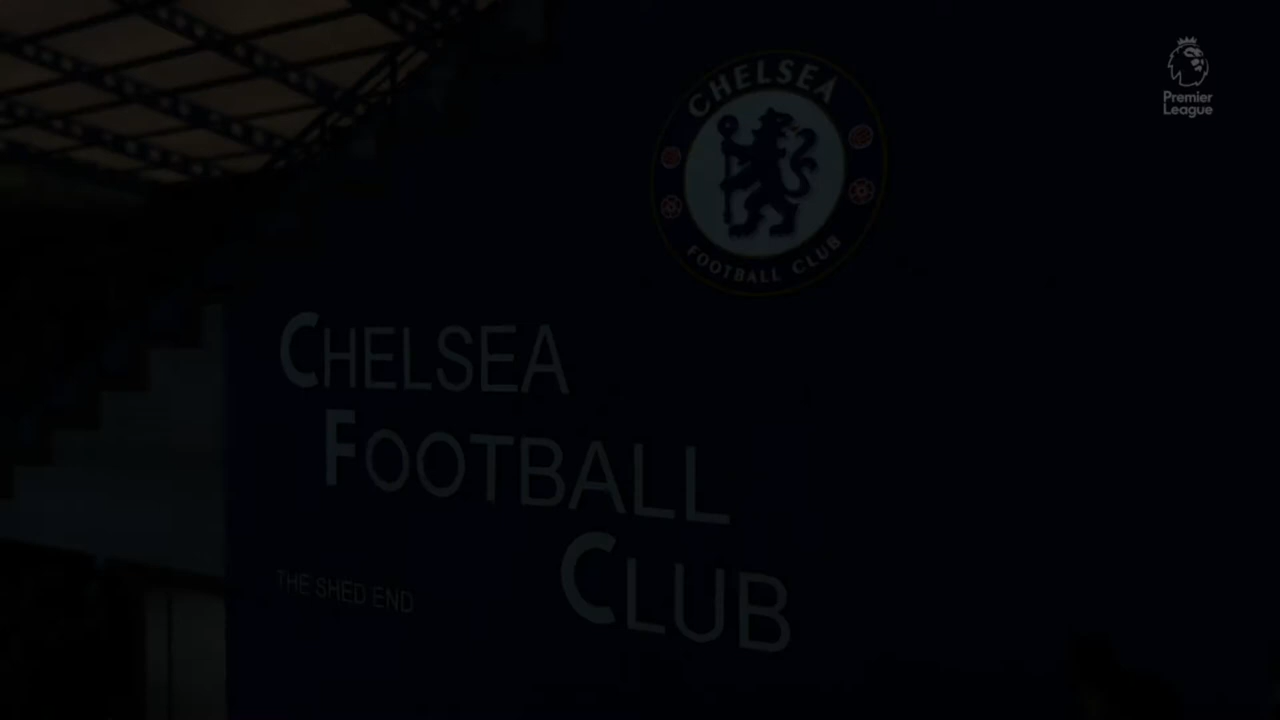 CHELSEA
FOOTBALL CLUB
Premier
League
CHELSEA
FOOTBALL
CLUB
THE SHED END